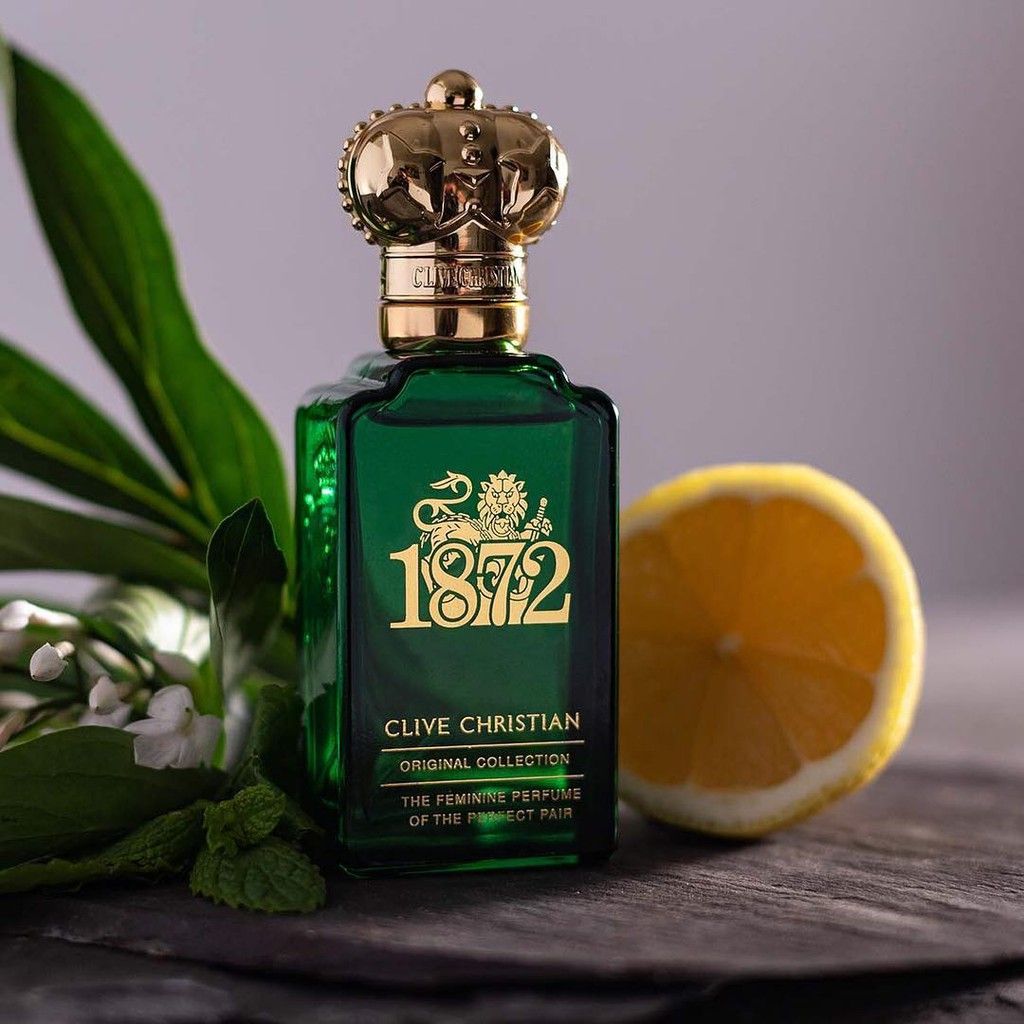 CLIVE CHRISTIAN
1872
CLIVE CHRISTIAN
ORIGINAL COLLECTION
THE FEMININE PERFUME
OF THE PERFECT PAIR